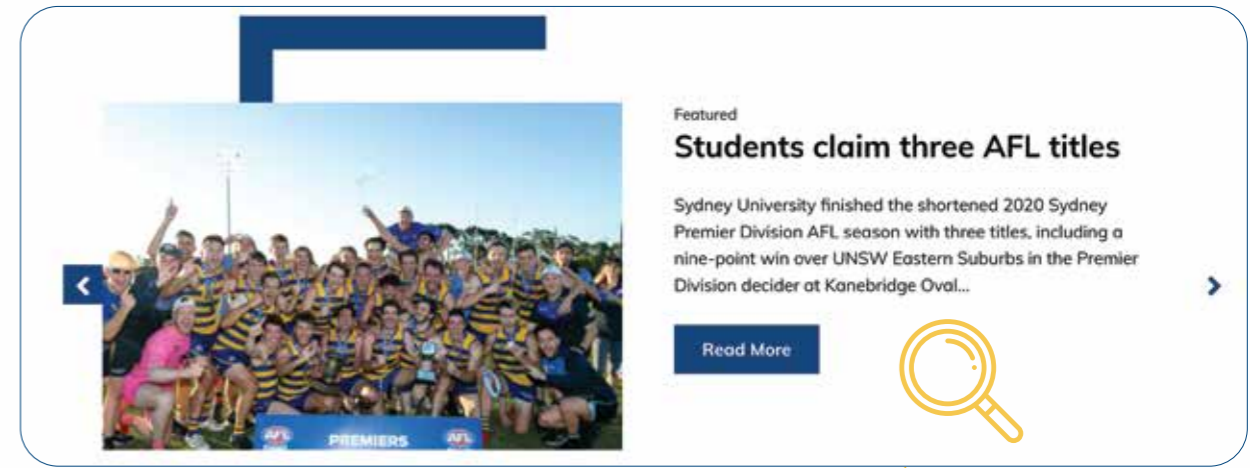 Featured
Students claim three AFL titles
Sydney University finished the shortened 2020 Sydney
Premier Division AFL season with three titles, including a
nine-point win over UNSW Eastern Suburbs in the Premier
Division decider at Kanebridge Oval...
Read More
AFL PREMIERS AFL